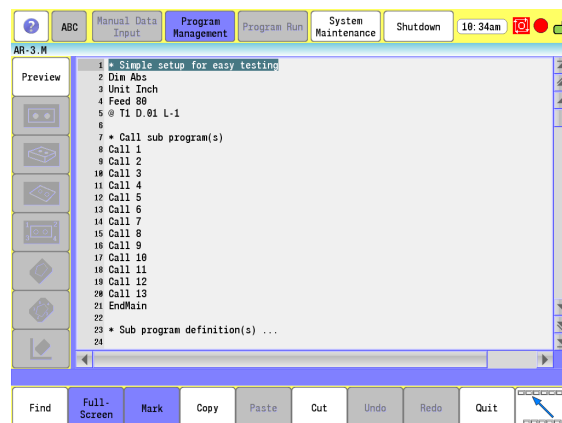 ?
ABC
Manual Data Input
Program Management
Program Run
System Maintenance
Shutdown
10:34am
AR-3.M
Preview
1 * Simple setup for easy testing
2 Dim Abs
3 Unit Inch
4 Feed 80
5 @ T1 D.01 L-1
6
7 * Call sub program(s)
8 Call 1
9 Call 2
10 Call 3
11 Call 4
12 Call 5
13 Call 6
14 Call 7
15 Call 8
16 Call 9
17 Call 10
18 Call 11
19 Call 12
20 Call 13
21 EndMain
22
23 * Sub program definition(s) ...
24
Find
Full-Screen
Mark
Copy
Paste
Cut
Undo
Redo
Quit